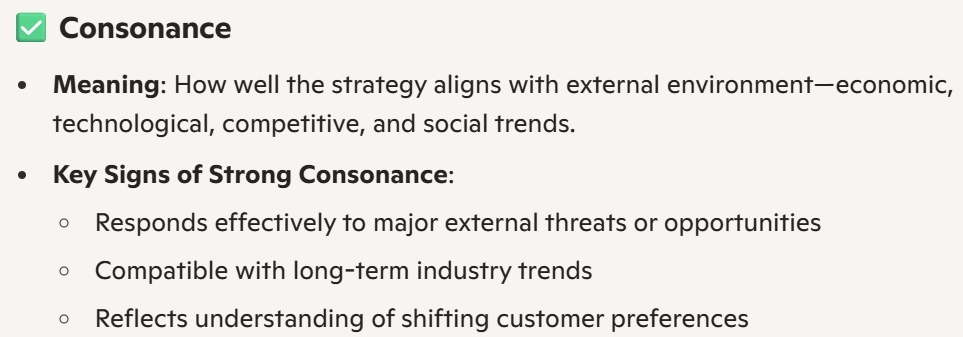 ✅ Consonance
• Meaning: How well the strategy aligns with external environment—economic,
technological, competitive, and social trends.
• Key Signs of Strong Consonance:
○ Responds effectively to major external threats or opportunities
○ Compatible with long-term industry trends
○ Reflects understanding of shifting customer preferences